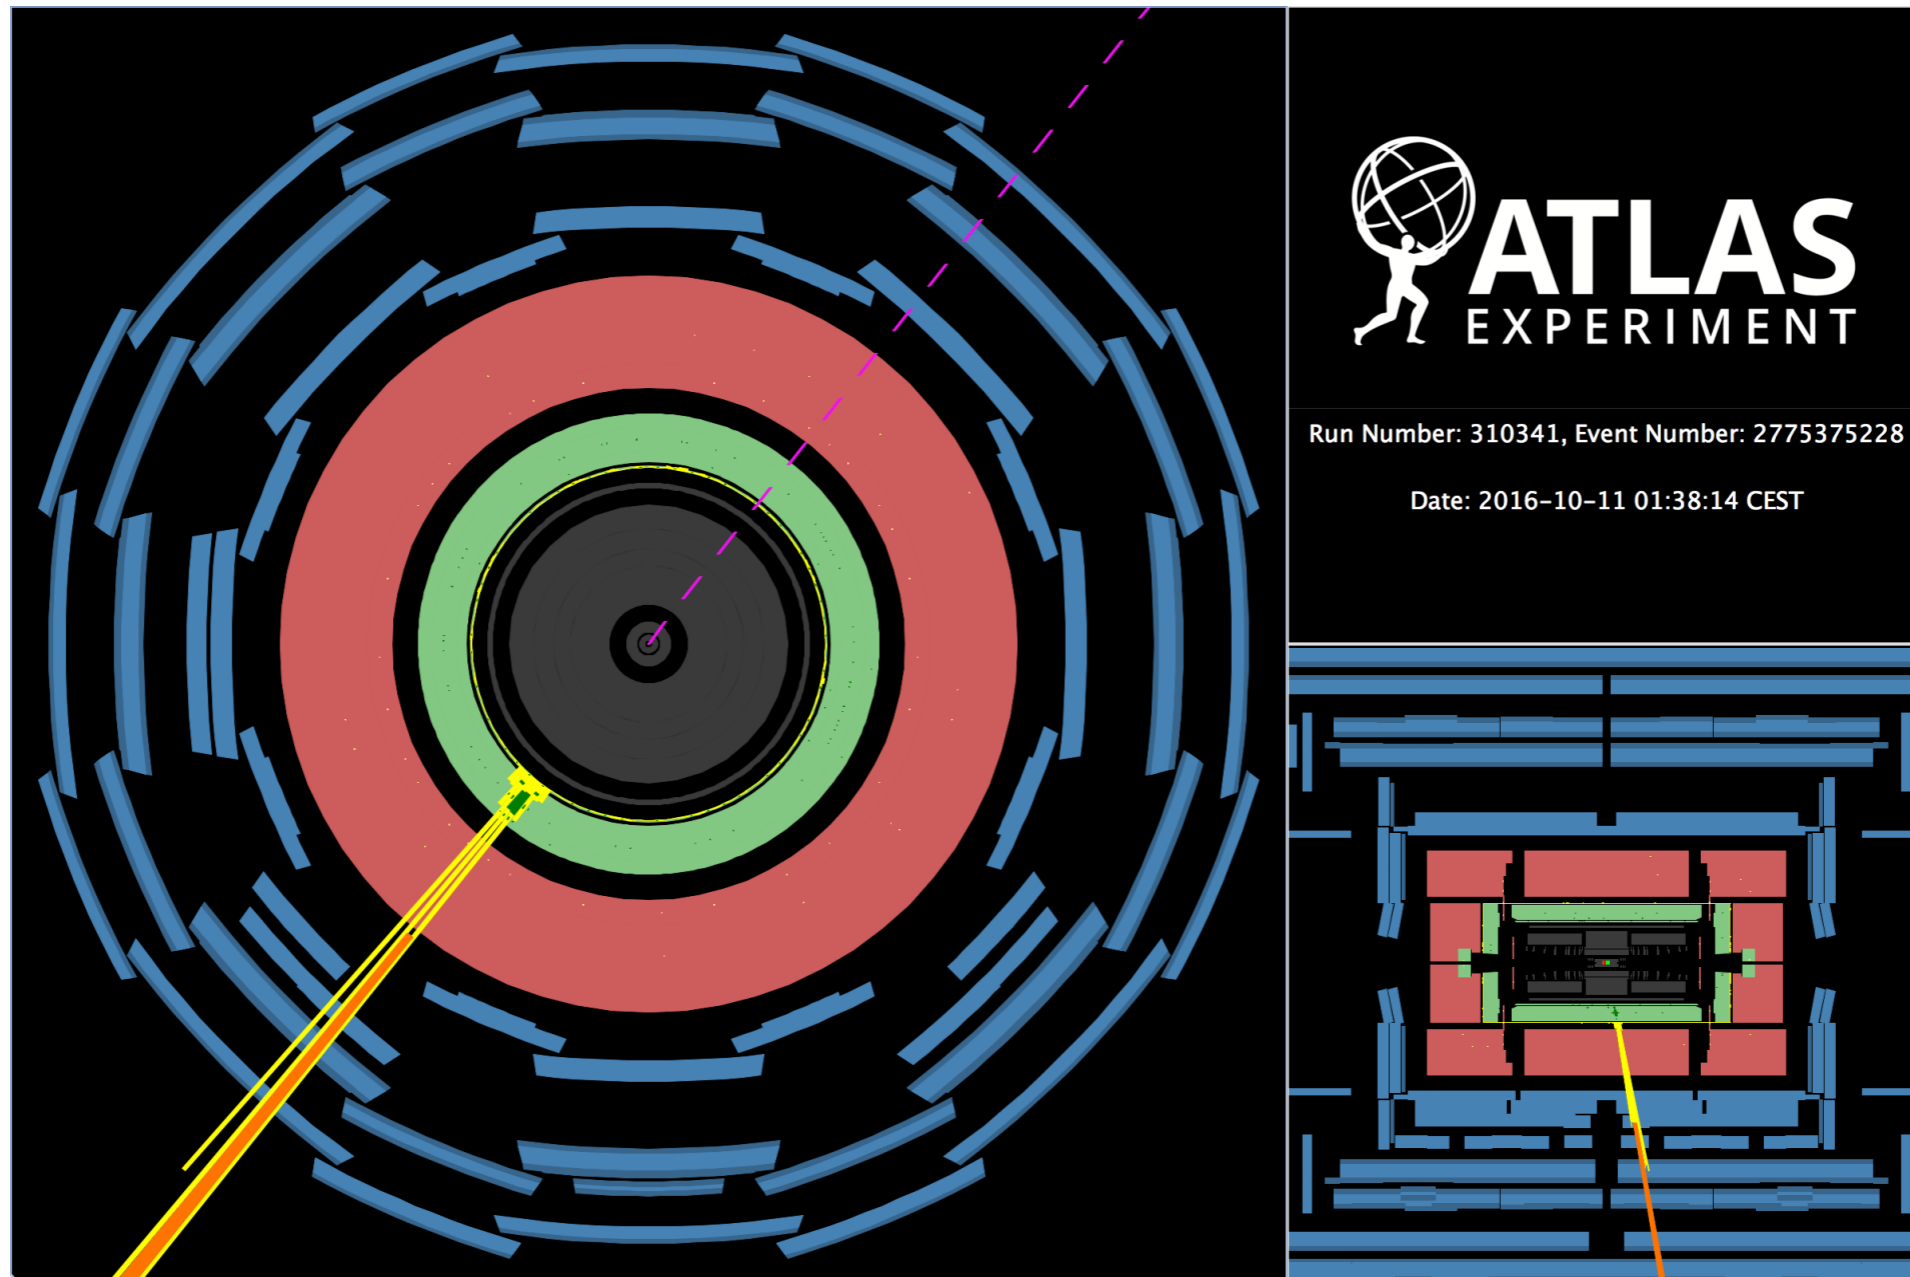 ATLAS
EXPERIMENT
Run Number: 310341, Event Number: 2775375228
Date: 2016-10-11 01:38:14 CEST